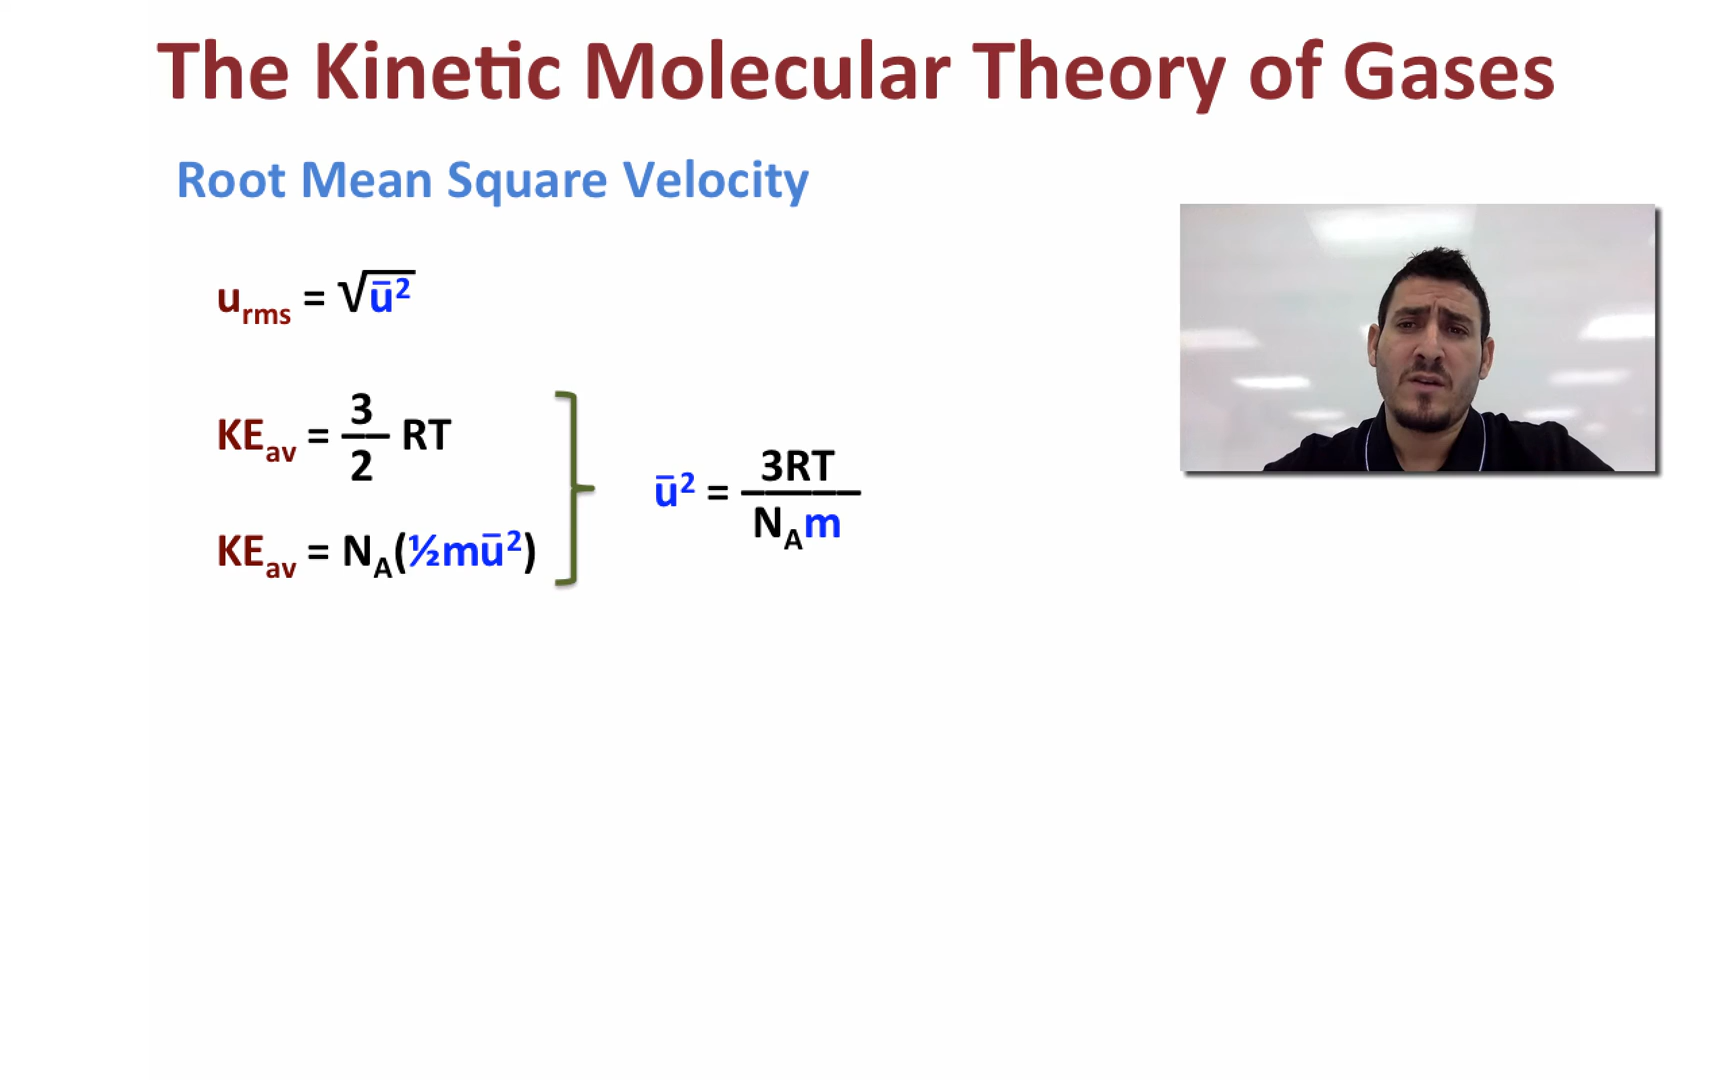 The Kinetic Molecular Theory of Gases
Root Mean Square Velocity
u_rms = √ū²
KE_av = 3/2 RT
KE_av = N_A(½mū²)
ū² = 3RT/N_Am